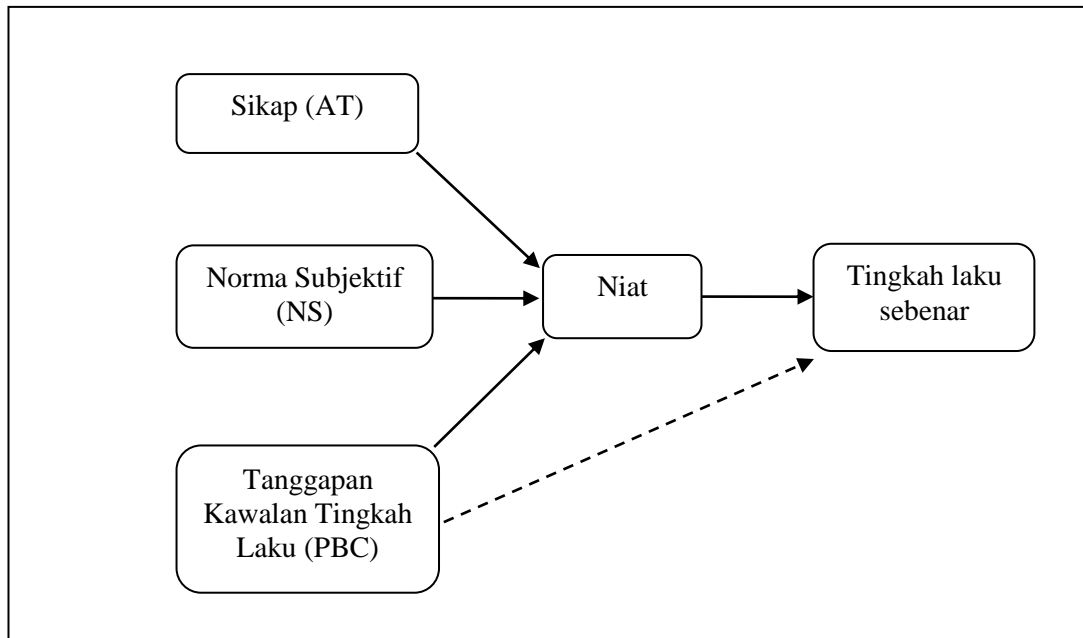 Sikap (AT)
Norma Subjektif
(NS)
Niat
Tingkah laku
sebenar
Tanggapan
Kawalan Tingkah
Laku (PBC)